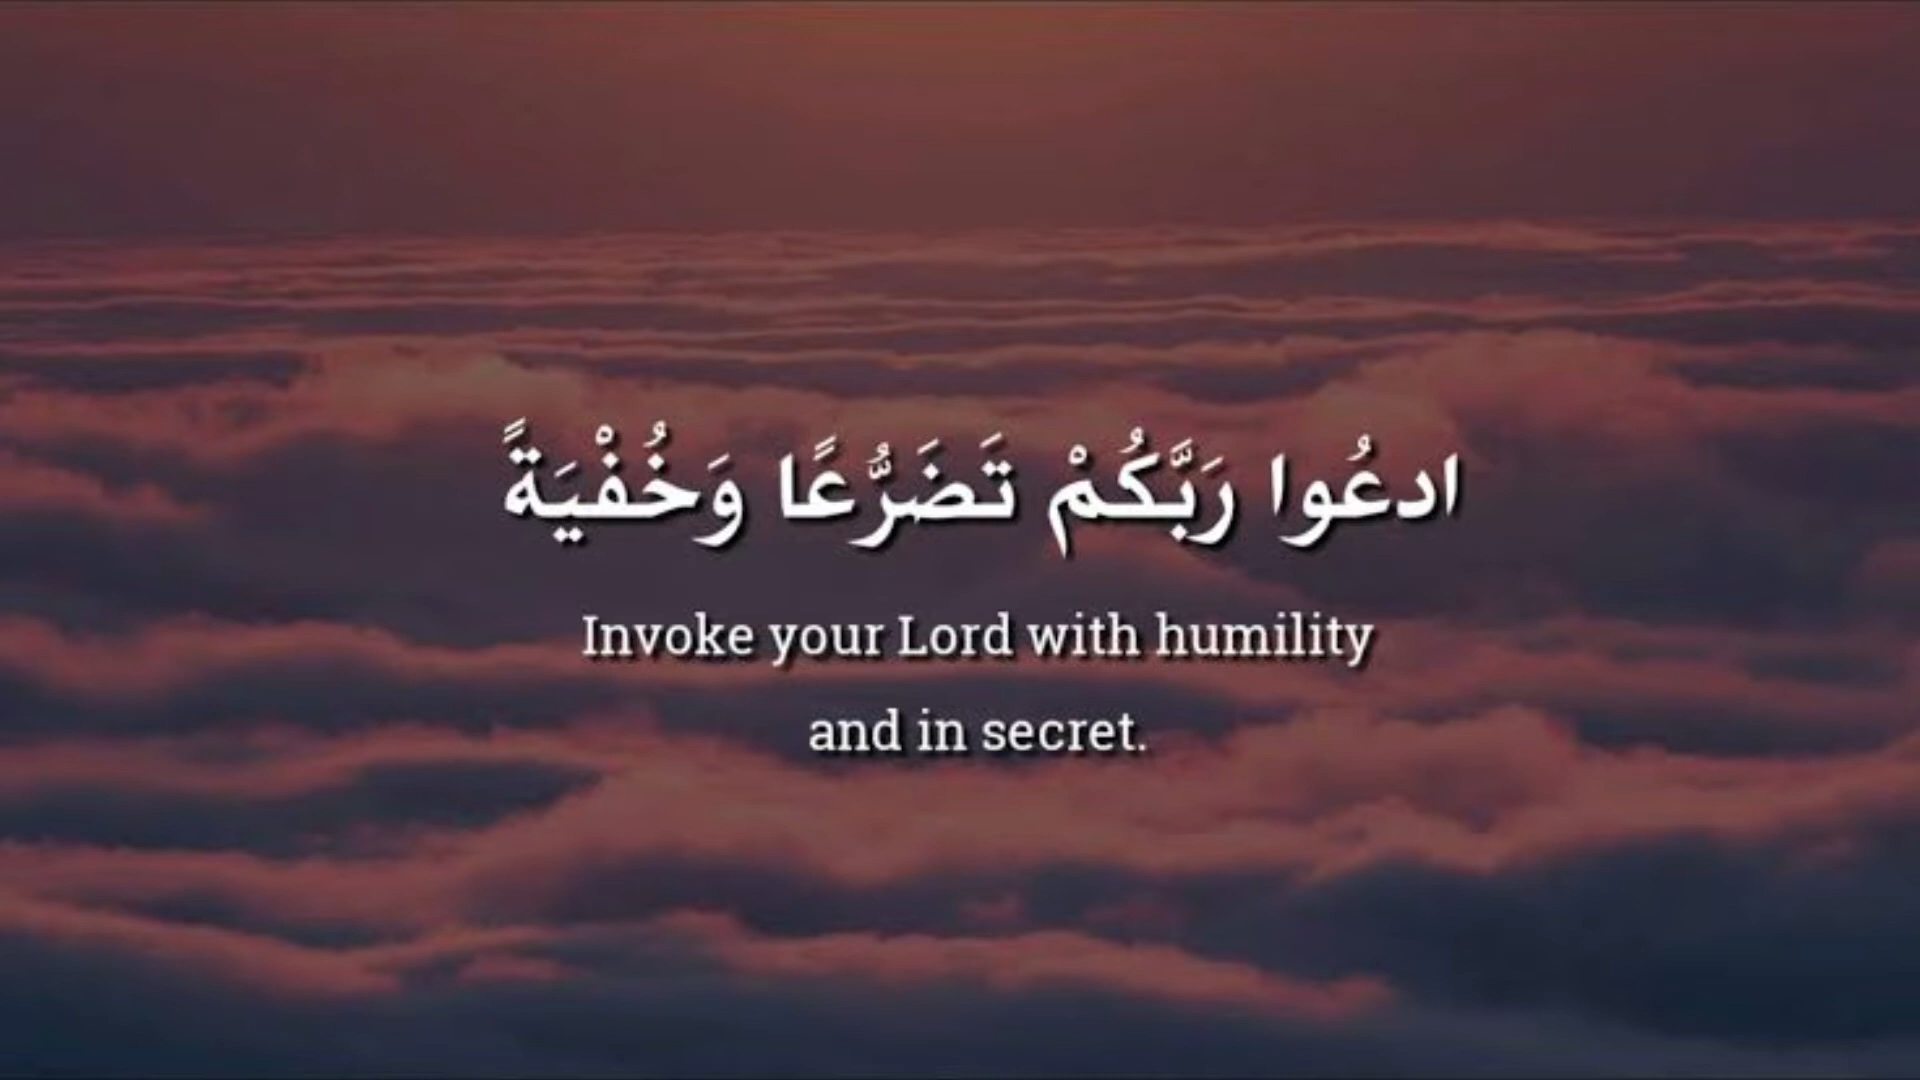 ادعُوا رَبَّكُمْ تَضَرُّعًا وَخُفْيَةً
Invoke your Lord with humility
and in secret.